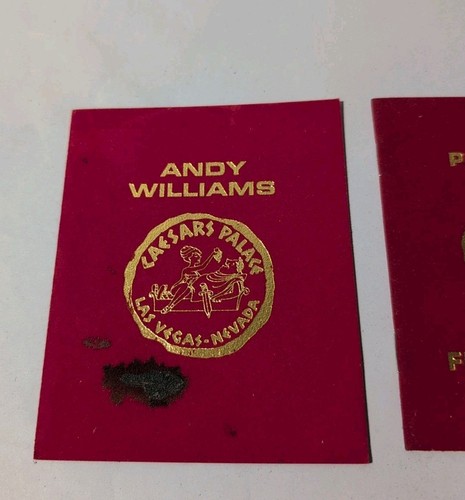 ANDY
WILLIAMS
CAESARS PALACE
LAS VEGAS-NEVADA
P
F